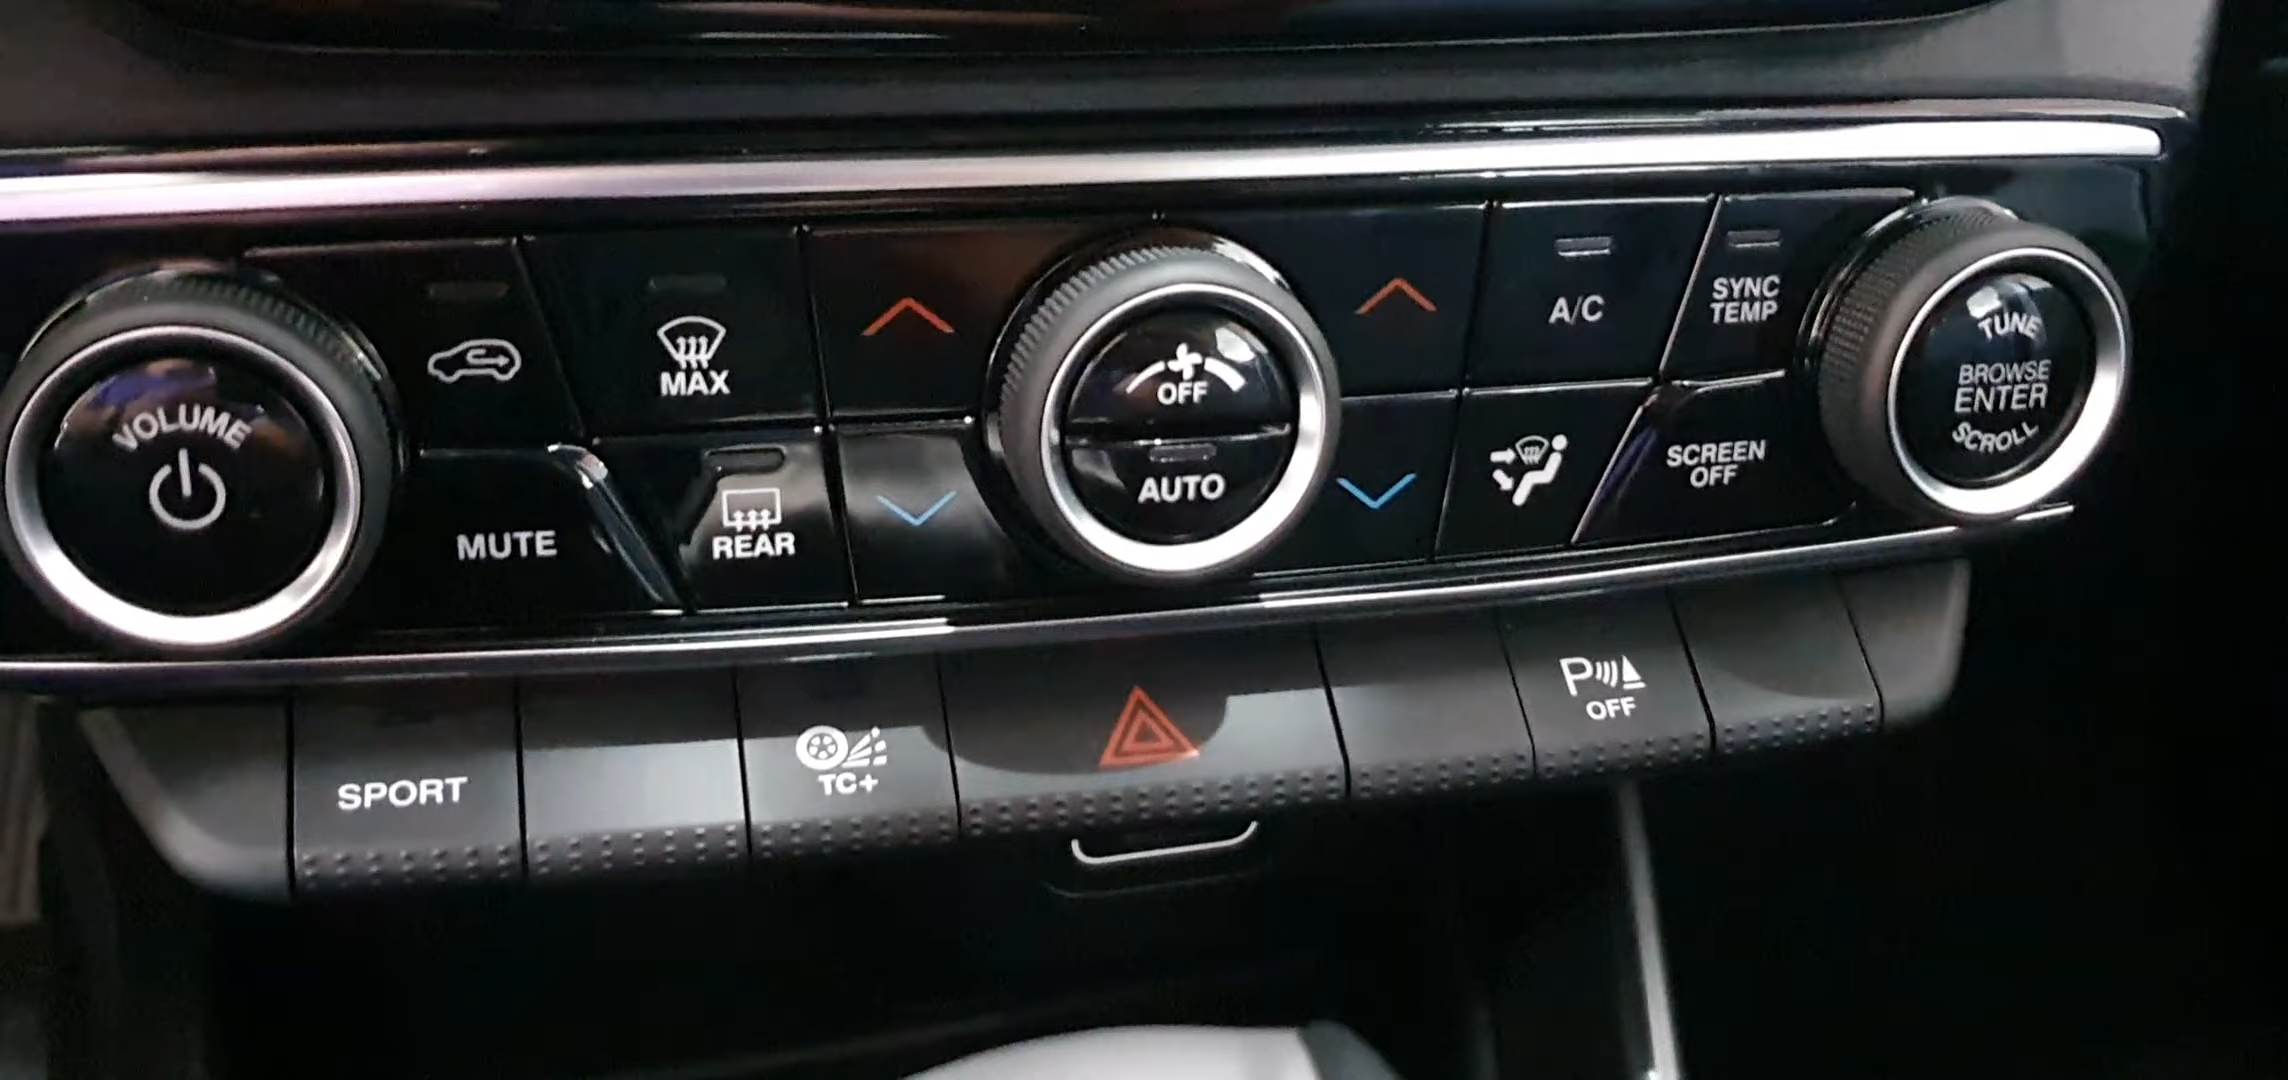 VOLUME
MUTE
MAX
REAR
OFF
AUTO
A/C
SYNC
TEMP
SCREEN
OFF
TUNE
BROWSE
ENTER
SCROLL
SPORT
TC+
P
OFF